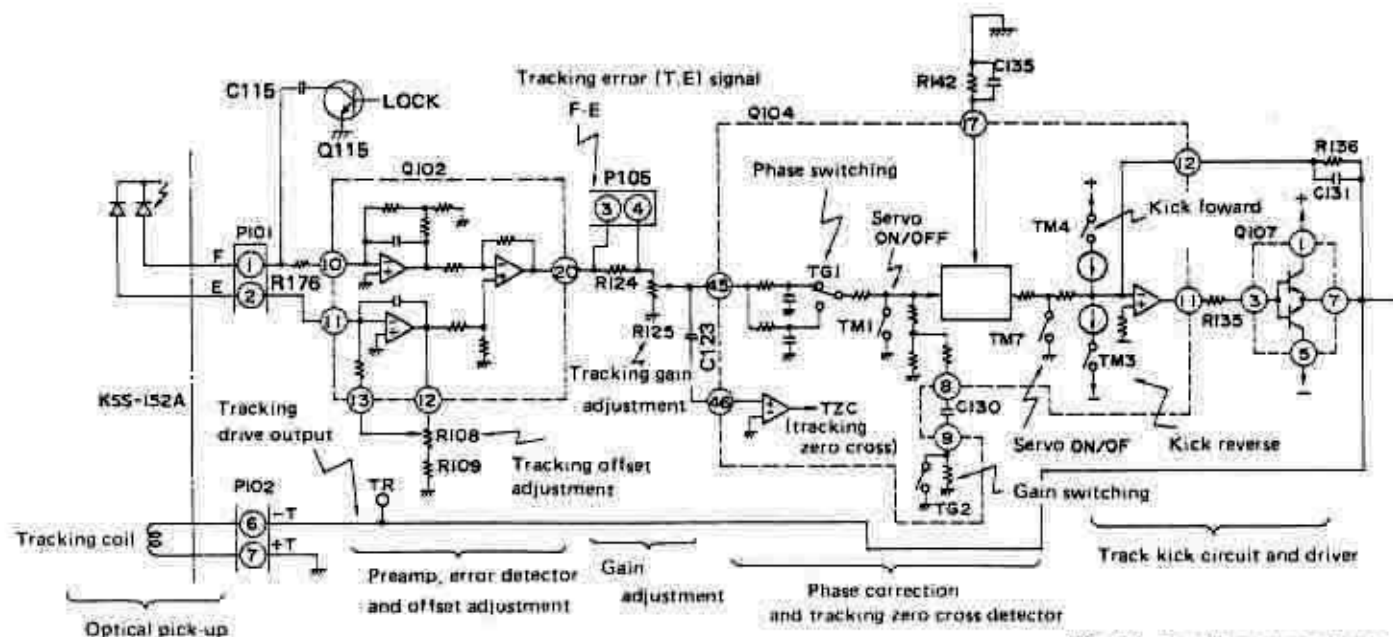 C115
LOCK
Q115
Tracking error (T.E) signal
F-E
P105
3
4
R142
C135
17
Q104
12
R136
C131
Phase switching
Servo
ON/OFF
TM4
Kick foward
Q107
1
Q102
P101
F
1
E
2
R176
10
11
20
R124
R125
C123
45
TG1
TM1
TM7
11
R135
3
7
5
TM3
KSS-152A
Tracking
drive output
13
12
R108
R109
Tracking gain
adjustment
46
TZC
(tracking
zero cross)
8
C130
9
Servo ON/OF
Kick reverse
Tracking offset
adjustment
TG2
Gain switching
P102
TR
Tracking coil
6
-T
7
+T
Preamp, error detector
and offset adjustment
Gain
adjustment
Phase correction
and tracking zero cross detector
Track kick circuit and driver
Optical pick-up